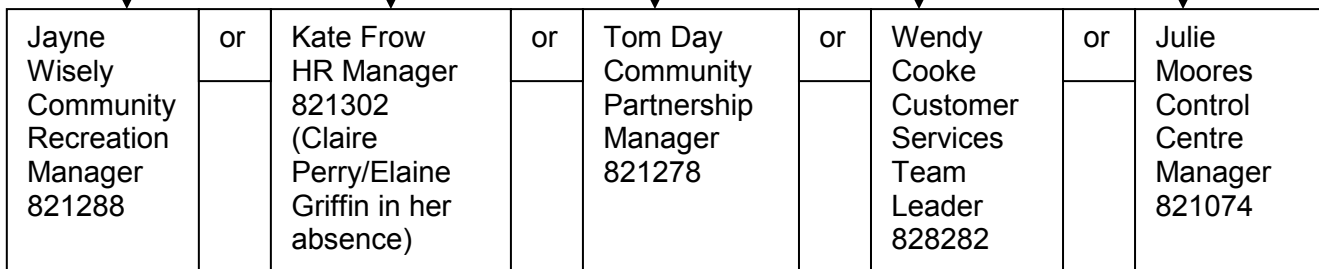 Jayne
Wisely
Community
Recreation
Manager
821288
or
Kate Frow
HR Manager
821302
(Claire
Perry/Elaine
Griffin in her
absence)
or
Tom Day
Community
Partnership
Manager
821278
or
Wendy
Cooke
Customer
Services
Team
Leader
828282
or
Julie
Moores
Control
Centre
Manager
821074